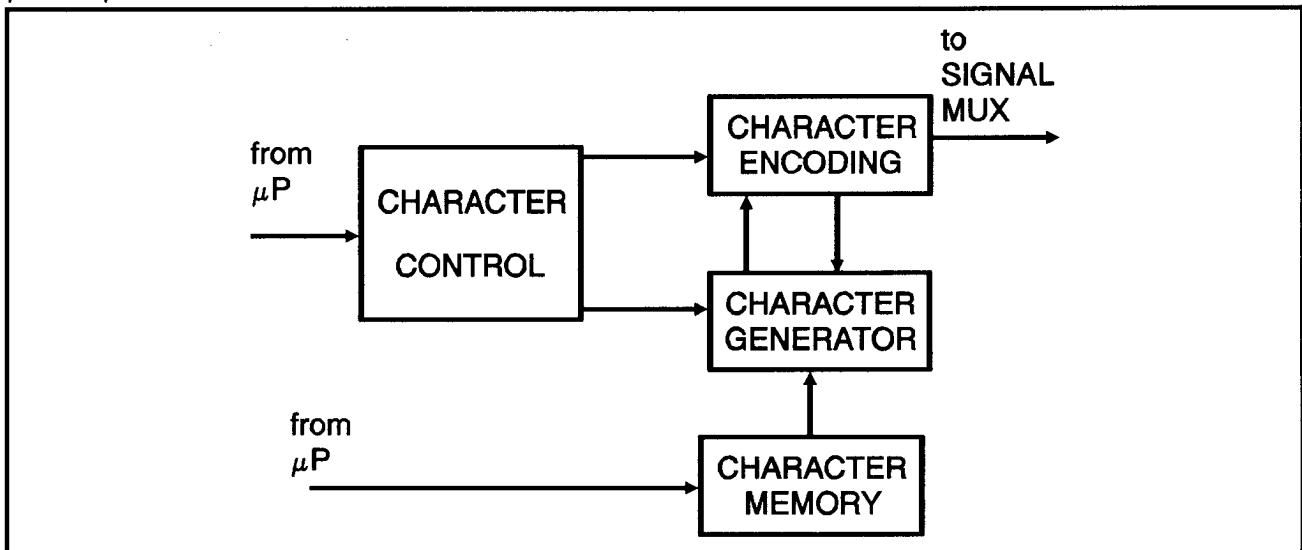 to
SIGNAL
MUX
CHARACTER
ENCODING
from
μP
CHARACTER
CONTROL
CHARACTER
GENERATOR
from
μP
CHARACTER
MEMORY